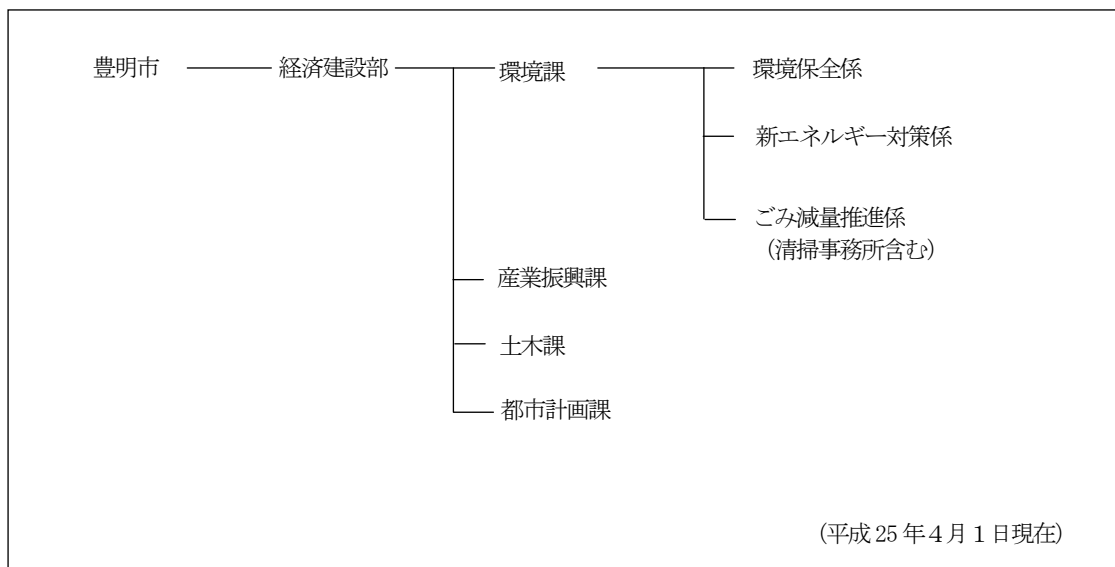 豊明市 経済建設部 環境課 環境保全係
新エネルギー対策係
ごみ減量推進係
（清掃事務所含む）
産業振興課
土木課
都市計画課
（平成25年４月１日現在）